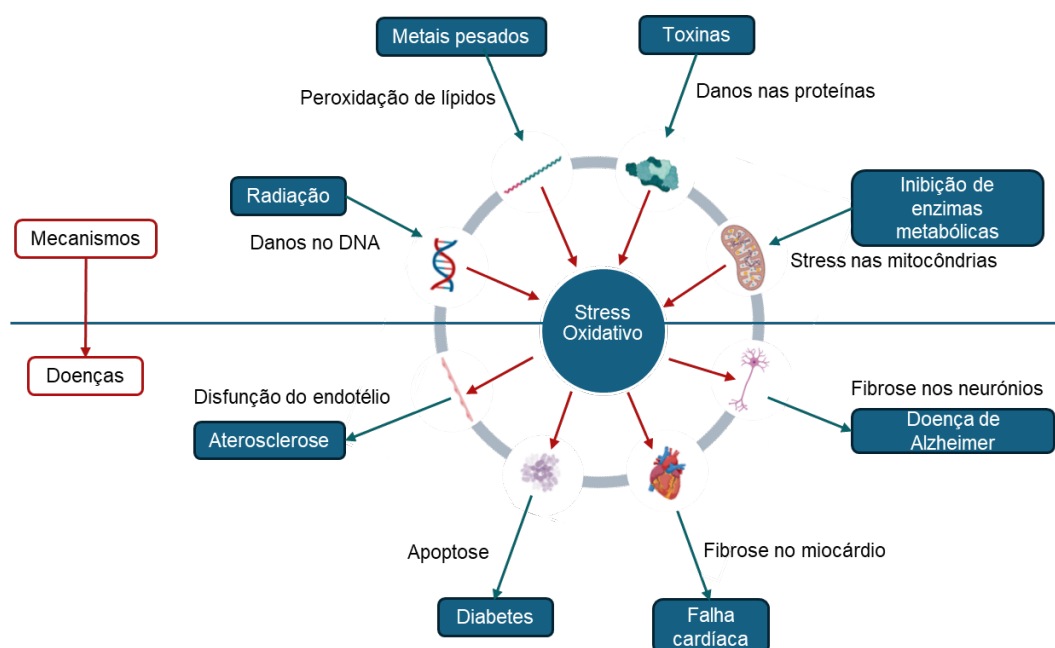 Metais pesados
Toxinas
Peroxidação de lípidos
Danos nas proteínas
Radiação
Inibição de
enzimas
metabólicas
Mecanismos
Danos no DNA
Stress nas mitocôndrias
Stress
Oxidativo
Doenças
Disfunção do endotélio
Fibrose nos neurónios
Aterosclerose
Doença de
Alzheimer
Apoptose
Fibrose no miocárdio
Diabetes
Falha
cardíaca